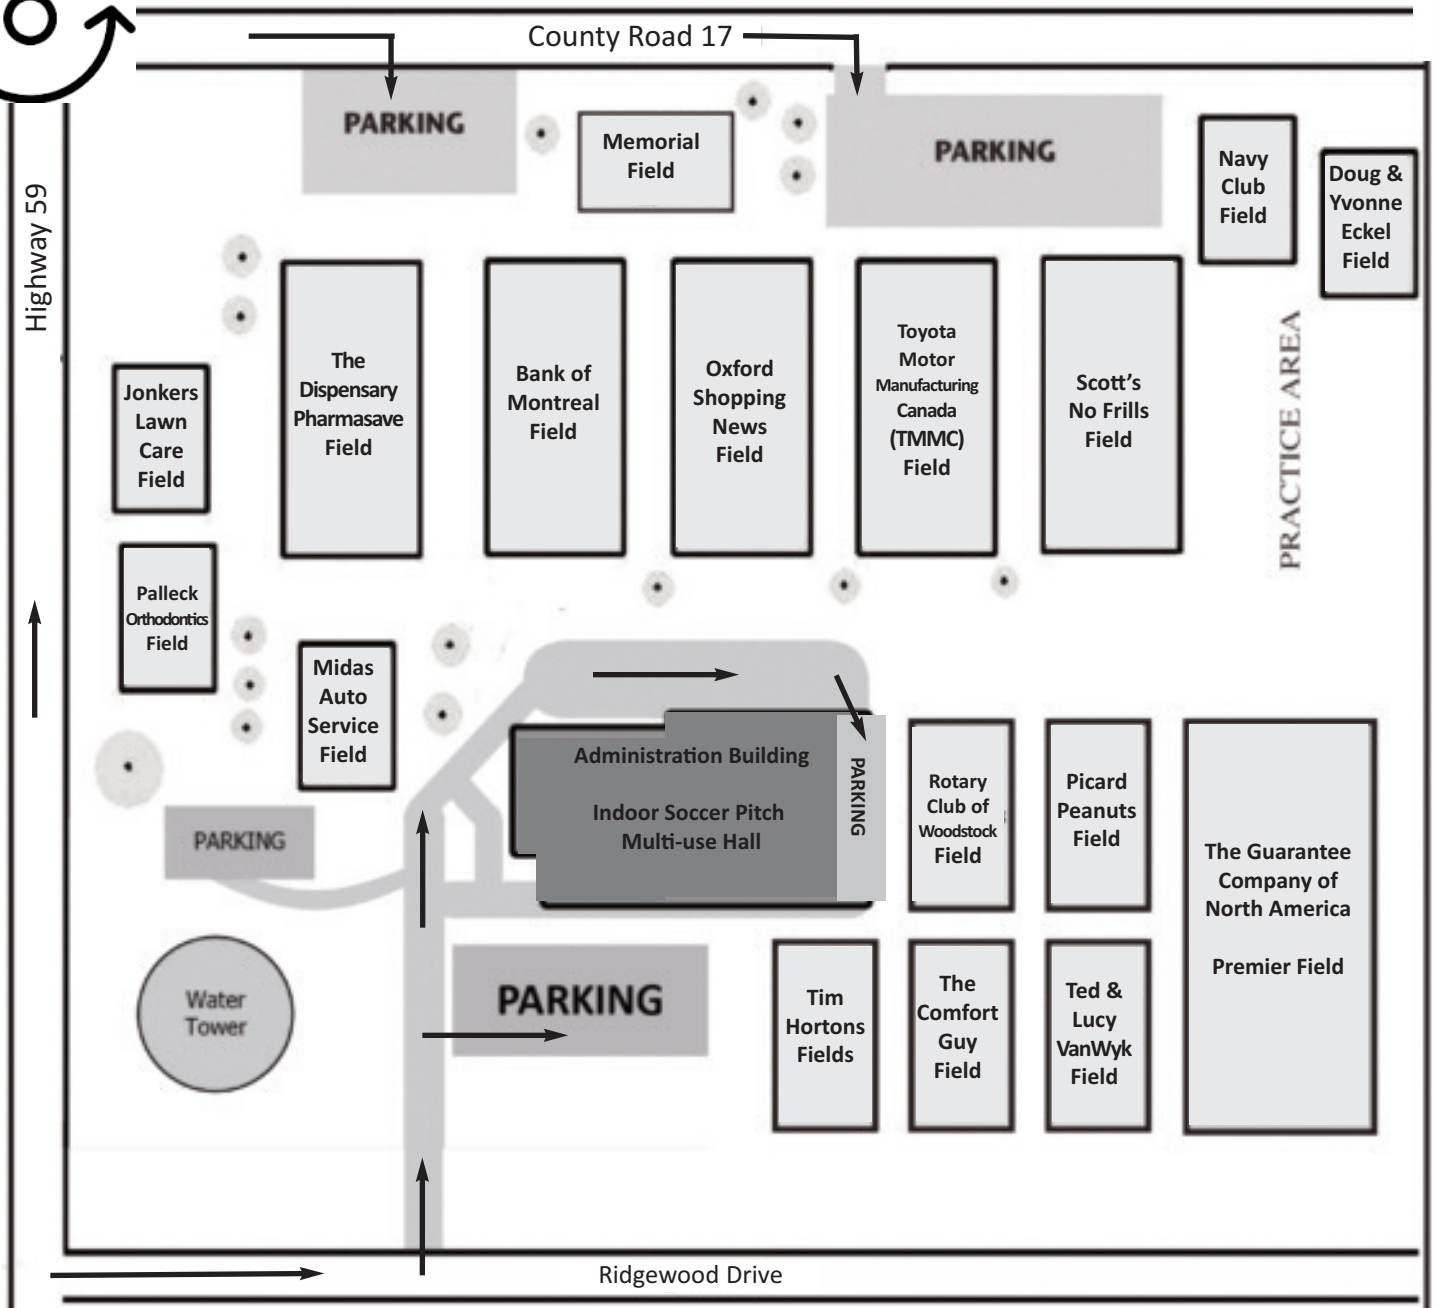 County Road 17
Highway 59
PARKING
Memorial
Field
PARKING
Navy
Club
Field
Doug &
Yvonne
Eckel
Field
Jonkers
Lawn
Care
Field
The
Dispensary
Pharmasave
Field
Bank of
Montreal
Field
Oxford
Shopping
News
Field
Toyota
Motor
Manufacturing
Canada
(TMMC)
Field
Scott's
No Frills
Field
PRACTICE AREA
Palleck
Orthodontics
Field
Midas
Auto
Service
Field
Administration Building
Indoor Soccer Pitch
Multi-use Hall
PARKING
Rotary
Club of
Woodstock
Field
Picard
Peanuts
Field
The Guarantee
Company of
North America
Premier Field
PARKING
Water
Tower
PARKING
Tim
Hortons
Fields
The
Comfort
Guy
Field
Ted &
Lucy
VanWyk
Field
Ridgewood Drive